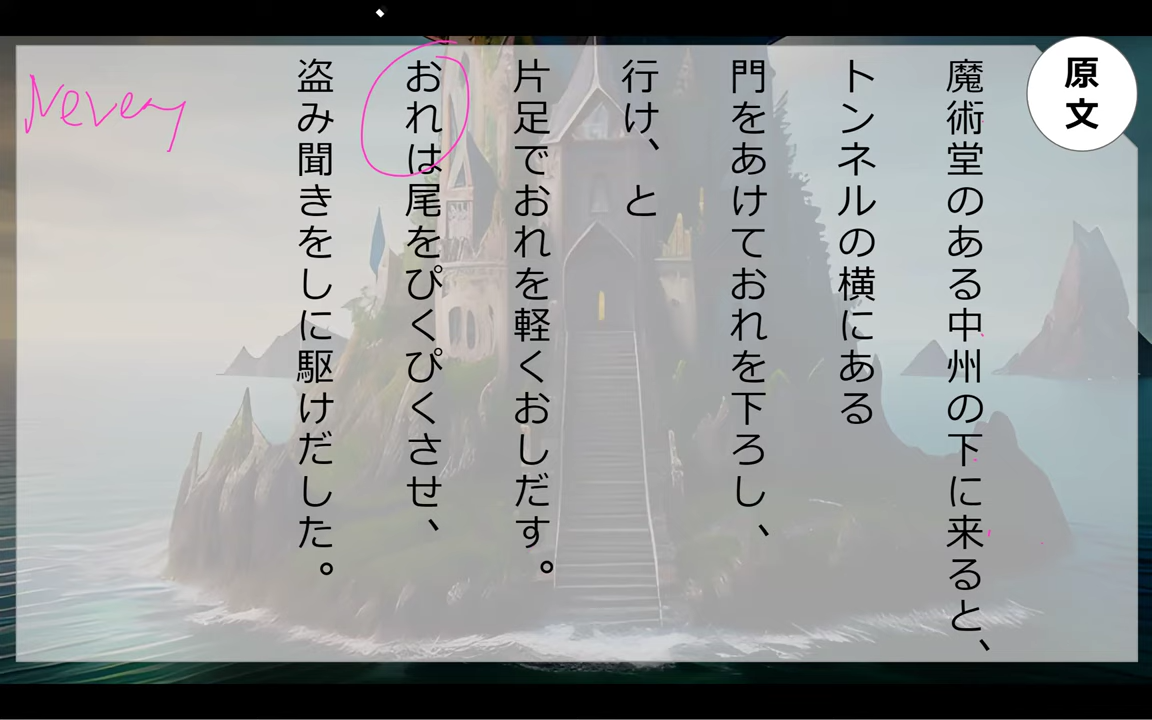 原文
魔術堂のある中州の下に来ると、
トンネルの横にある
門をあけておれを下ろし、
行け、と
片足でおれを軽くおしだす。
おれは尾をぴくぴくさせ、
盗み聞きをしに駆けだした。
Nevery